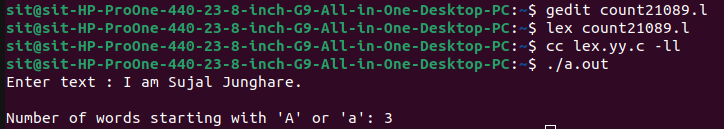 sit@sit-HP-ProOne-440-23-8-inch-G9-All-in-One-Desktop-PC:~$ gedit count21089.l
sit@sit-HP-ProOne-440-23-8-inch-G9-All-in-One-Desktop-PC:~$ lex count21089.l
sit@sit-HP-ProOne-440-23-8-inch-G9-All-in-One-Desktop-PC:~$ cc lex.yy.c -ll
sit@sit-HP-ProOne-440-23-8-inch-G9-All-in-One-Desktop-PC:~$ ./a.out
Enter text : I am Sujal Junghare.
Number of words starting with 'A' or 'a': 3